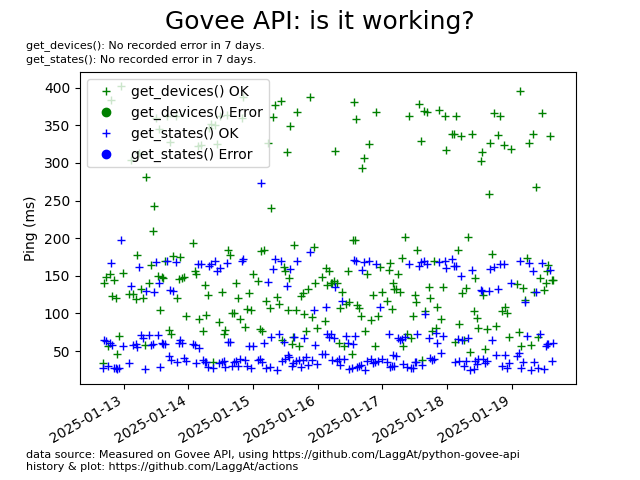 Govee API: is it working?
get_devices(): No recorded error in 7 days.
get_states(): No recorded error in 7 days.
get_devices() OK
get_devices() Error
get_states() OK
get_states() Error
Ping (ms)
400
350
300
250
200
150
100
50
2025-01-13
2025-01-14
2025-01-15
2025-01-16
2025-01-17
2025-01-18
2025-01-19
data source: Measured on Govee API, using https://github.com/LaggAt/python-govee-api
history & plot: https://github.com/LaggAt/actions